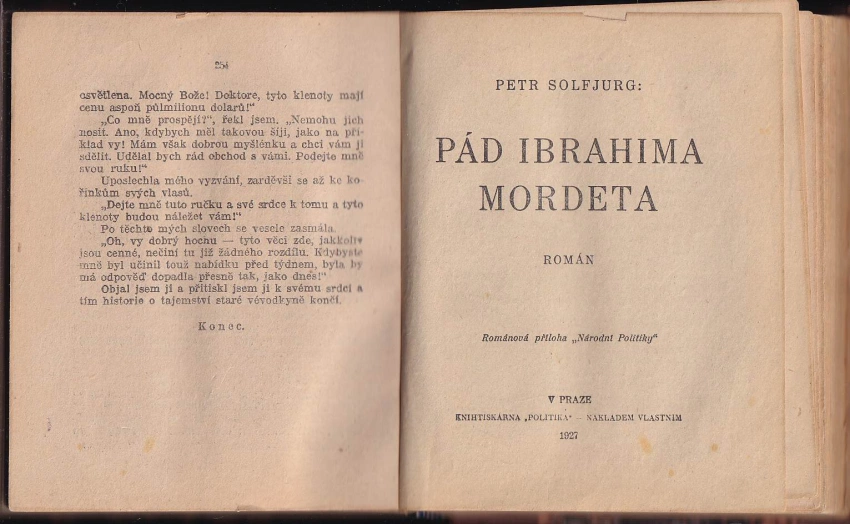 254
osvětlena. Mocný Bože! Doktore, tyto klenoty mají
cenu aspoň půlmilionu dolarů!“
„Co mně prospějí?“, řekl jsem. „Nemohu jich
nosit. Ano, kdybych měl takovou šíji, jako na pří-
klad vy! Mám však dobrou myšlénku a chci vám ji
sdělit. Udělal bych rád obchod s vámi. Podejte mně
svou ruku!“
Uposlechla mého vyzvání, zarděvši se až ke ko-
řínkům svých vlasů.
„Dejte mně tuto ručku a své srdce k tomu a tyto
klenoty budou náležet vám!“
Po těchto mých slovech se vesele zasmála.
„Oh, vy dobrý hochu — tyto věci zde, jakkoliv
jsou cenné, nečiní tu již žádného rozdílu. Kdybyste
mně byl učinil touž nabídku před týdnem, byla by
má odpověď dopadla přesně tak, jako dnes!“
Objal jsem ji a přitiskl jsem ji k svému srdci a
tím historie o tajemství staré vévodkyně končí.
Konec.
PETR SOLFJURG:
PÁD IBRAHIMA
MORDETA
ROMÁN
Románová příloha „Národní Politiky“
V PRAZE
KNIHTISKÁRNA „POLITIKA“ — NÁKLADEM VLASTNÍM
1927